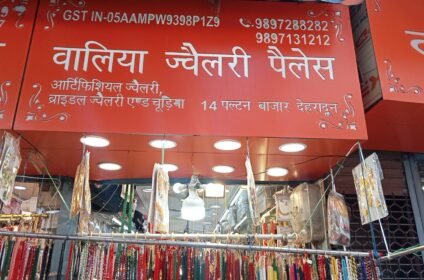 GST IN-05AAMPW9398P1Z9
9897288282
9897131212
वालिया ज्वैलरी पैलेस
आर्टिफिशियल ज्वैलरी,
ब्राइडल ज्वैलरी एण्ड चूड़िया
14 पल्टन बाजार देहरादून